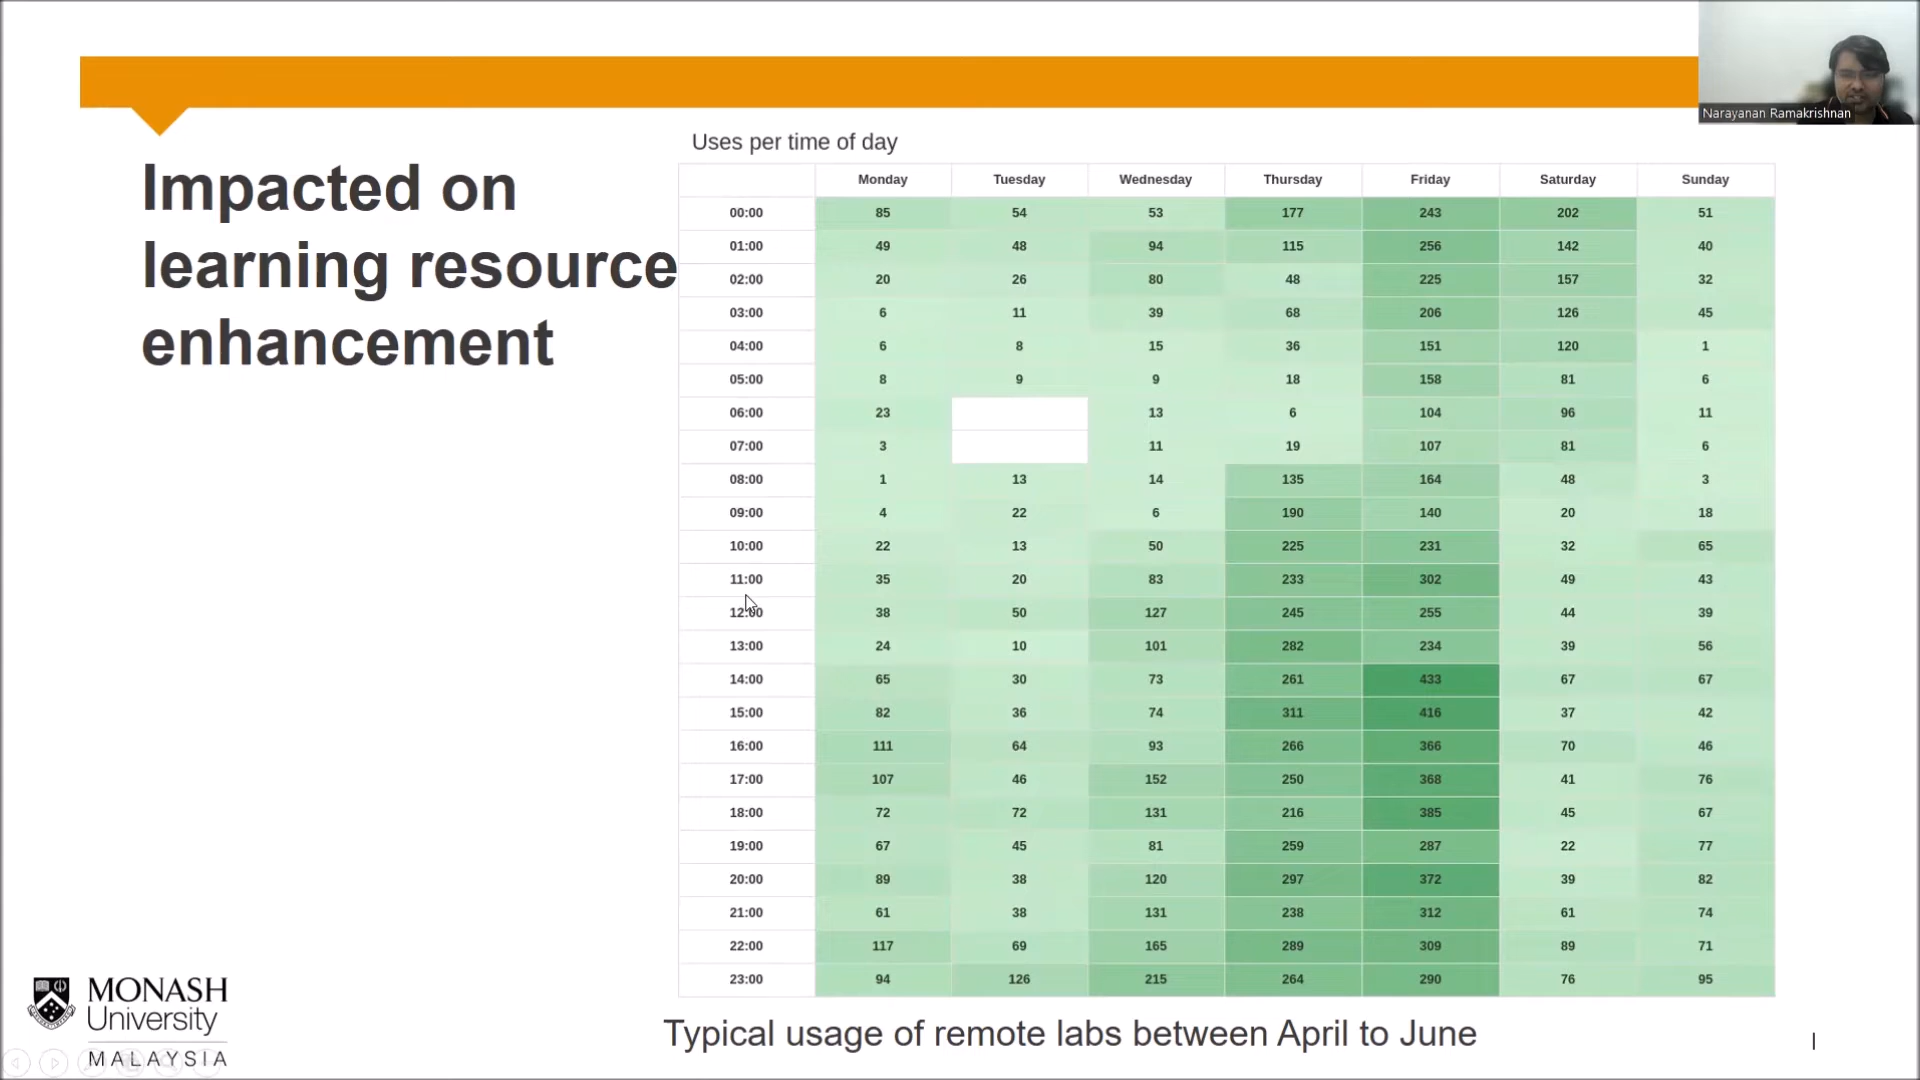 Narayanan Ramakrishnan
Impacted on
learning resource
enhancement
Uses per time of day
Monday Tuesday Wednesday Thursday Friday Saturday Sunday
00:00 85 54 53 177 243 202 51
01:00 49 48 94 115 256 142 40
02:00 20 26 80 48 225 157 32
03:00 6 11 39 68 206 126 45
04:00 6 8 15 36 151 120 1
05:00 8 9 9 18 158 81 6
06:00 23 13 6 104 96 11
07:00 3 11 19 107 81 6
08:00 1 13 14 135 164 48 3
09:00 4 22 6 190 140 20 18
10:00 22 13 50 225 231 32 65
11:00 35 20 83 233 302 49 43
12:00 38 50 127 245 255 44 39
13:00 24 10 101 282 234 39 56
14:00 65 30 73 261 433 67 67
15:00 82 36 74 311 416 37 42
16:00 111 64 93 266 366 70 46
17:00 107 46 152 250 368 41 76
18:00 72 72 131 216 385 45 67
19:00 67 45 81 259 287 22 77
20:00 89 38 120 297 372 39 82
21:00 61 38 131 238 312 61 74
22:00 117 69 165 289 309 89 71
23:00 94 126 215 264 290 76 95
Typical usage of remote labs between April to June
MONASH
University
MALAYSIA